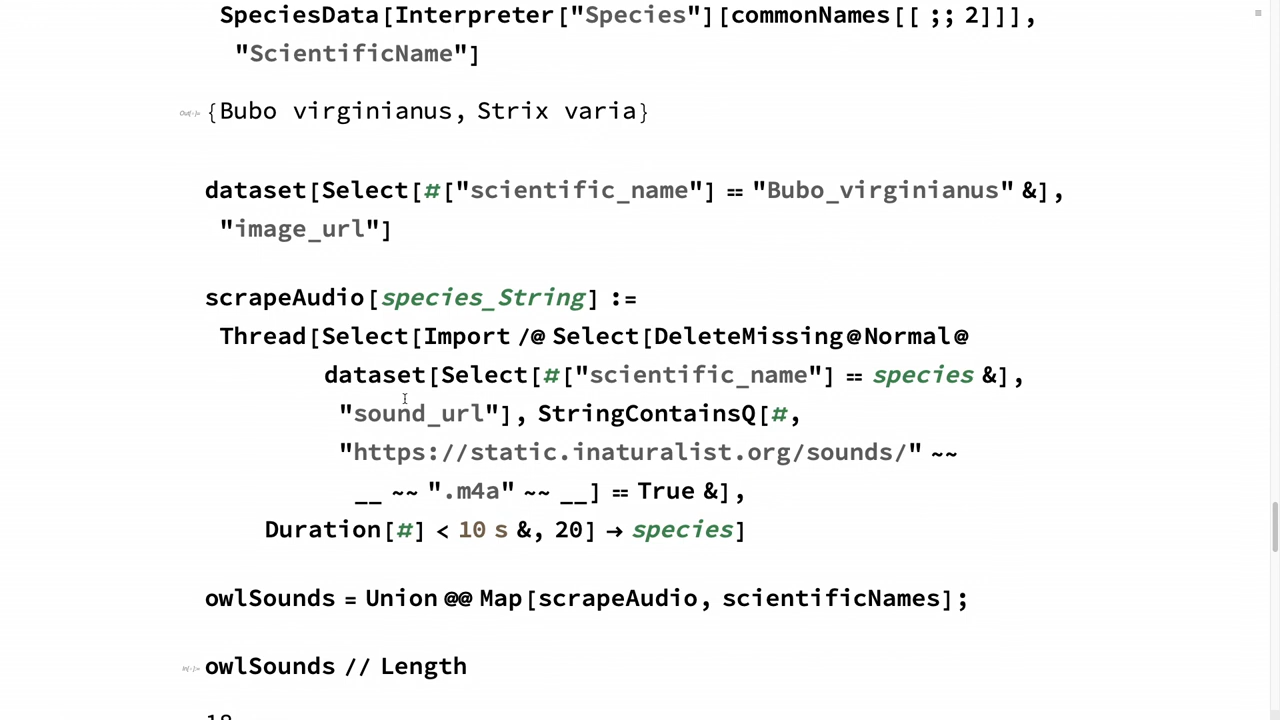 SpeciesData[Interpreter["Species"][commonNames[[ ;; 2]]],
"ScientificName"]
Out[-]= {Bubo virginianus, Strix varia}
dataset[Select[#["scientific_name"] == "Bubo_virginianus" &],
"image_url"]
scrapeAudio[species_String] :=
Thread[Select[Import /@ Select[DeleteMissing@Normal@
dataset[Select[#["scientific_name"] == species &],
"sound_url"], StringContainsQ[#,
"https://static.inaturalist.org/sounds/" ~~
__ ~~ ".m4a" ~~ __] == True &],
Duration[#] < 10 s &, 20] → species]
owlSounds = Union @@ Map[scrapeAudio, scientificNames];
In[-]:= owlSounds // Length